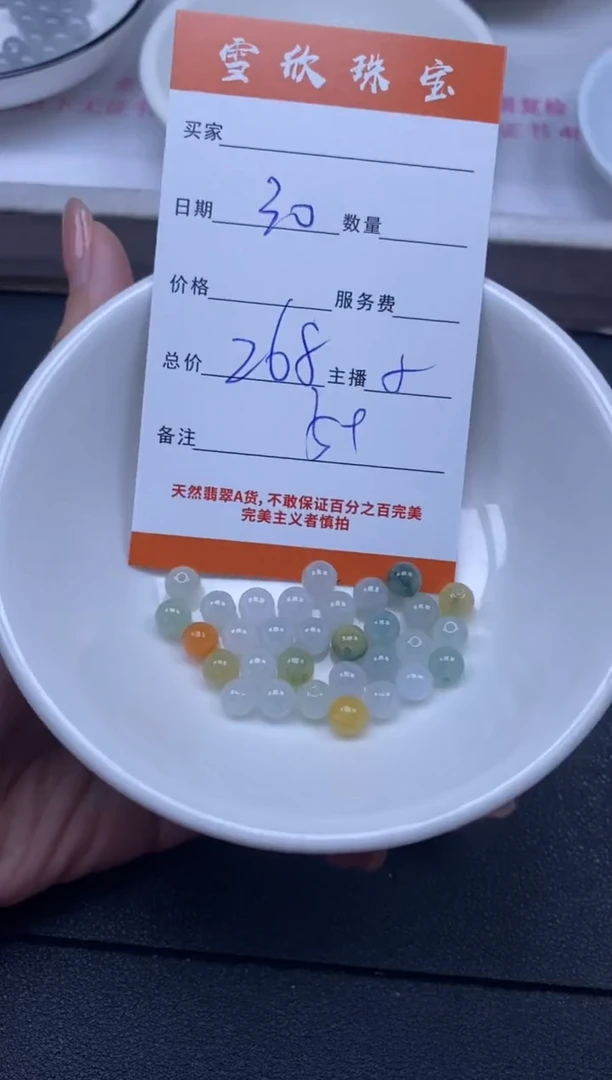 雪欣珠宝
买家
日期 30 数量
价格 服务费
总价 268 主播
备注
天然翡翠A货,不敢保证百分之百完美
完美主义者慎拍